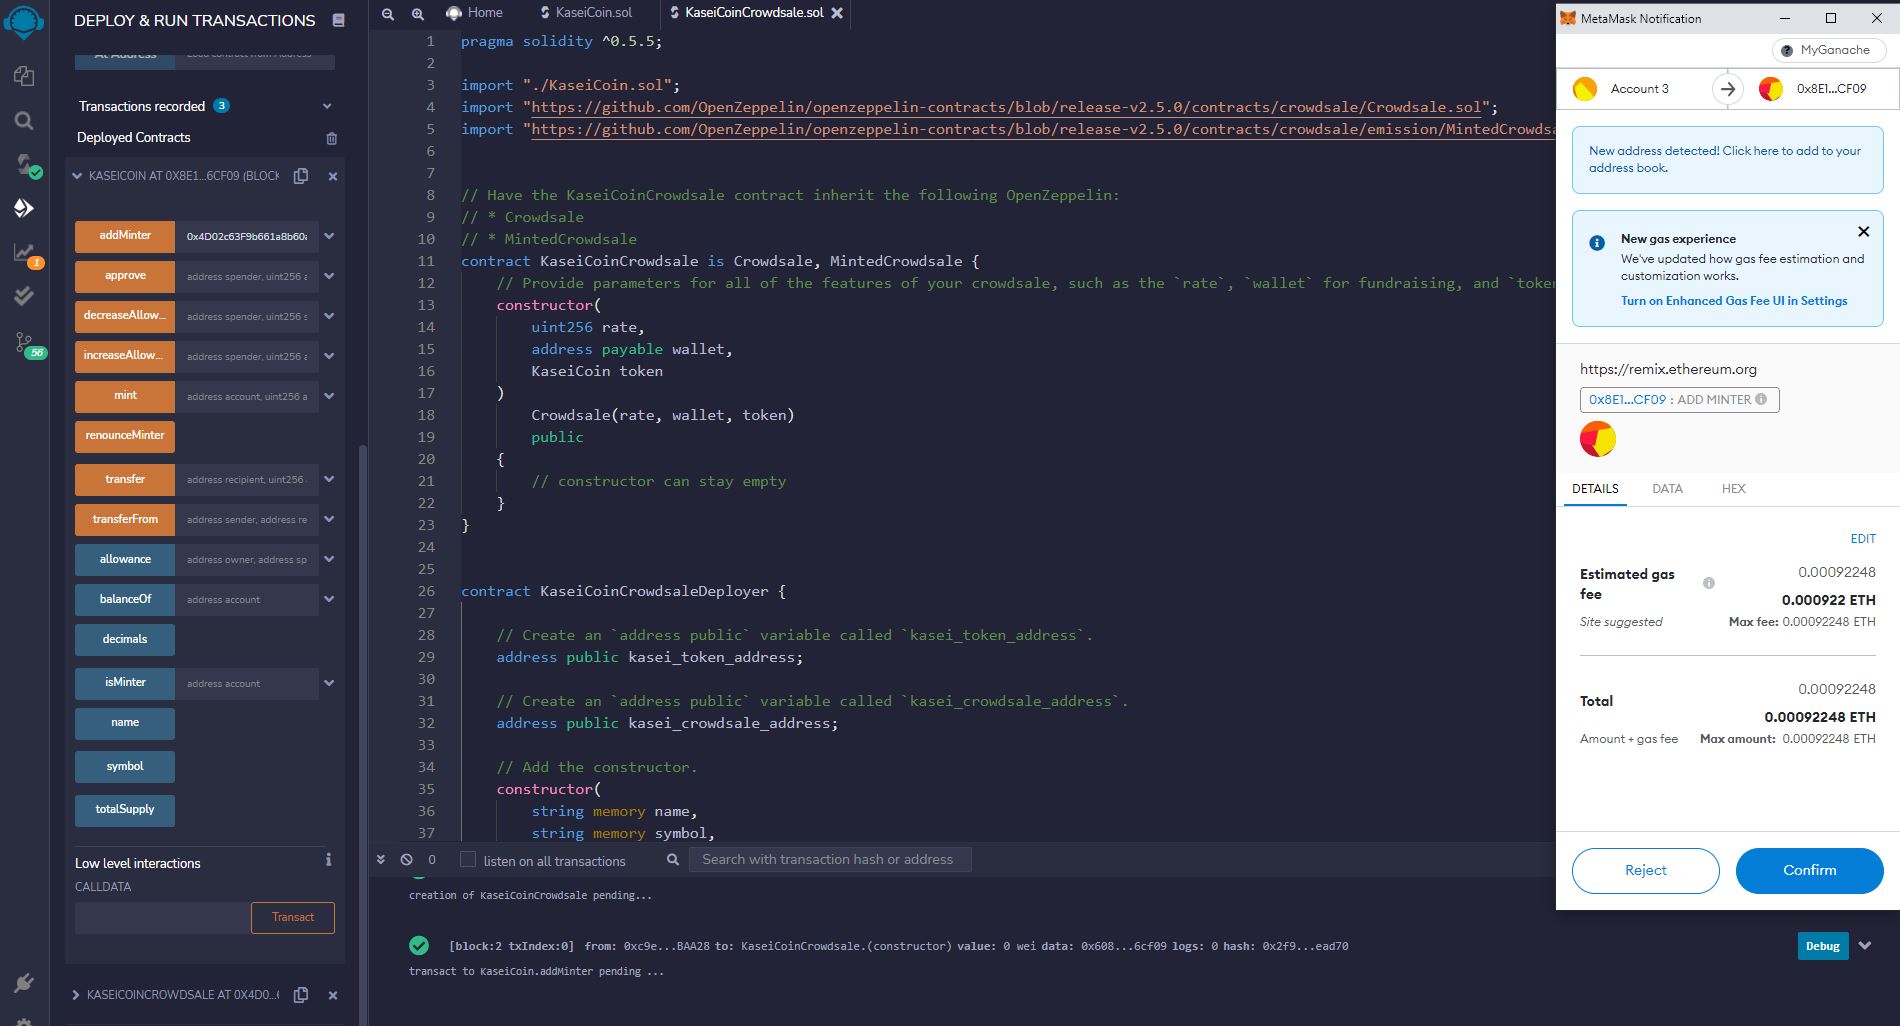 DEPLOY & RUN TRANSACTIONS
At Address
Load contract from Address
Transactions recorded 3
Deployed Contracts
KASEICOIN AT 0X8E1...6CF09 (BLOCK
addMinter 0x4D02c63F9b661a8b60
approve address spender, uint256 a
decreaseAllow... address spender, uint256 s
increaseAllow... address spender, uint256 a
mint address account, uint256 a
renounceMinter
transfer address recipient, uint256
transferFrom address sender, address re
allowance address owner, address sp
balanceOf address account
decimals
isMinter address account
name
symbol
totalSupply
Low level interactions
CALLDATA
Transact
KASEICOINCROWDSALE AT 0X4D0...
1
56
Home
KaseiCoin.sol
KaseiCoinCrowdsale.sol
1 pragma solidity ^0.5.5;
2
3 import "./KaseiCoin.sol";
4 import "https://github.com/OpenZeppelin/openzeppelin-contracts/blob/release-v2.5.0/contracts/crowdsale/Crowdsale.sol";
5 import "https://github.com/OpenZeppelin/openzeppelin-contracts/blob/release-v2.5.0/contracts/crowdsale/emission/MintedCrowdsa
6
7
8 // Have the KaseiCoinCrowdsale contract inherit the following OpenZeppelin:
9 // * Crowdsale
10 // * MintedCrowdsale
11 contract KaseiCoinCrowdsale is Crowdsale, MintedCrowdsale {
12 // Provide parameters for all of the features of your crowdsale, such as the `rate`, `wallet` for fundraising, and `token
13 constructor(
14 uint256 rate,
15 address payable wallet,
16 KaseiCoin token
17 )
18 Crowdsale(rate, wallet, token)
19 public
20 {
21 // constructor can stay empty
22 }
23 }
24
25
26 contract KaseiCoinCrowdsaleDeployer {
27
28 // Create an `address public` variable called `kasei_token_address`.
29 address public kasei_token_address;
30
31 // Create an `address public` variable called `kasei_crowdsale_address`.
32 address public kasei_crowdsale_address;
33
34 // Add the constructor.
35 constructor(
36 string memory name,
37 string memory symbol,
0
listen on all transactions
Search with transaction hash or address
creation of KaseiCoinCrowdsale pending...
[block:2 txIndex:0] from: 0xc9e...BAA28 to: KaseiCoinCrowdsale.(constructor) value: 0 wei data: 0x608...6cf09 logs: 0 hash: 0x2f9...ead70
Debug
transact to KaseiCoin.addMinter pending ...
MetaMask Notification
MyGanache
Account 3
0x8E1...CF09
New address detected! Click here to add to your
address book.
New gas experience
We've updated how gas fee estimation and
customization works.
Turn on Enhanced Gas Fee UI in Settings
https://remix.ethereum.org
0x8E1...CF09 : ADD MINTER
DETAILS
DATA
HEX
EDIT
Estimated gas
fee
0.00092248
0.000922 ETH
Site suggested
Max fee: 0.00092248 ETH
Total
0.00092248
0.00092248 ETH
Amount + gas fee
Max amount: 0.00092248 ETH
Reject
Confirm